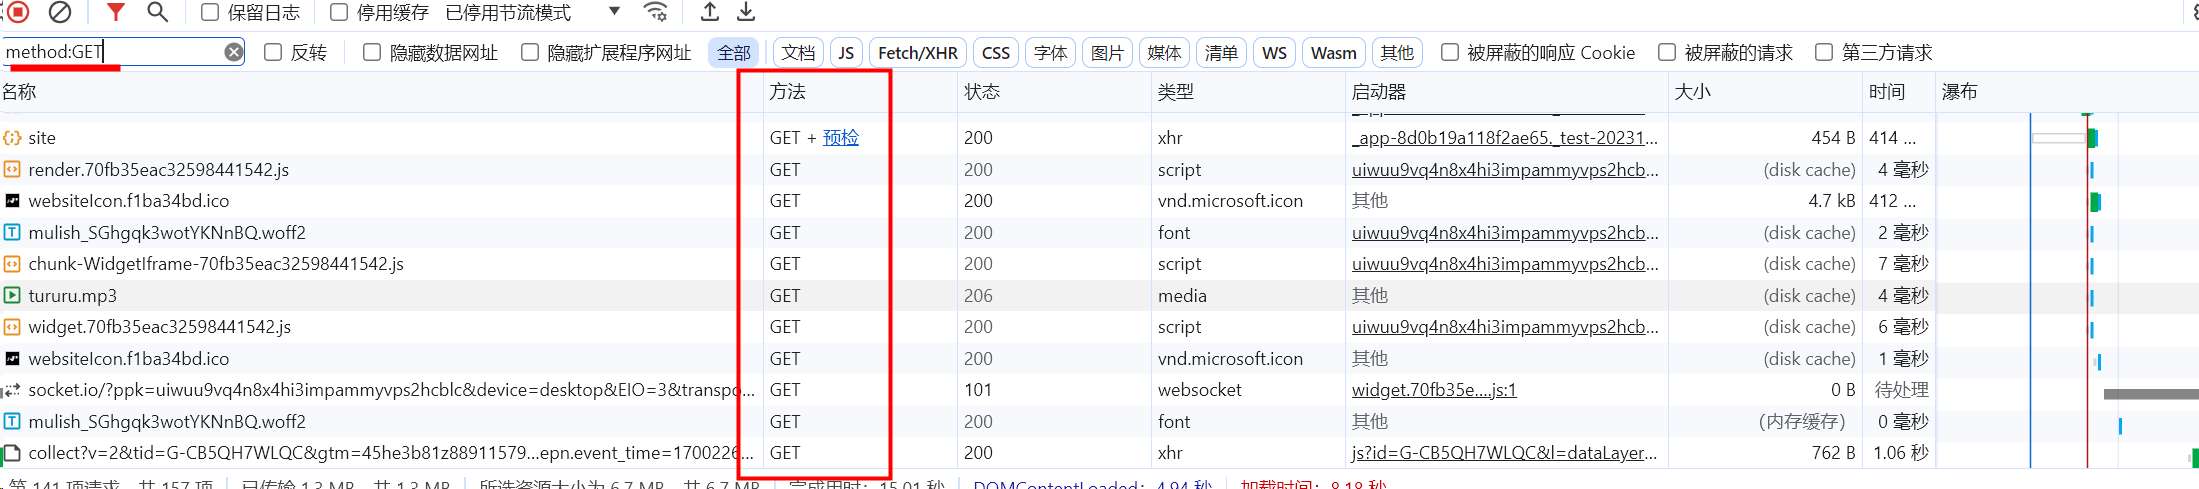 保留日志 停用缓存 已停用节流模式
method:GET 反转 隐藏数据网址 隐藏扩展程序网址 全部 文档 JS Fetch/XHR CSS 字体 图片 媒体 清单 WS Wasm 其他 被屏蔽的响应 Cookie 被屏蔽的请求 第三方请求
名称 方法 状态 类型 启动器 大小 时间 瀑布
site GET + 预检 200 xhr _app-8d0b19a118f2ae65._test-20231... 454 B 414 ...
render.70fb35eac32598441542.js GET 200 script uiwuu9vq4n8x4hi3impammyvps2hcb... (disk cache) 4 毫秒
websiteIcon.f1ba34bd.ico GET 200 vnd.microsoft.icon 其他 4.7 kB 412 ...
mulish_SGhgqk3wotYKNnBQ.woff2 GET 200 font uiwuu9vq4n8x4hi3impammyvps2hcb... (disk cache) 2 毫秒
chunk-WidgetIframe-70fb35eac32598441542.js GET 200 script uiwuu9vq4n8x4hi3impammyvps2hcb... (disk cache) 7 毫秒
tururu.mp3 GET 206 media 其他 (disk cache) 4 毫秒
widget.70fb35eac32598441542.js GET 200 script uiwuu9vq4n8x4hi3impammyvps2hcb... (disk cache) 6 毫秒
websiteIcon.f1ba34bd.ico GET 200 vnd.microsoft.icon 其他 (disk cache) 1 毫秒
socket.io/?ppk=uiwuu9vq4n8x4hi3impammyvps2hcblc&device=desktop&EIO=3&transpo... GET 101 websocket widget.70fb35e....js:1 0 B 待处理
mulish_SGhgqk3wotYKNnBQ.woff2 GET 200 font 其他 (内存缓存) 0 毫秒
collect?v=2&tid=G-CB5QH7WLQC&gtm=45he3b81z88911579...epn.event_time=1700226... GET 200 xhr js?id=G-CB5QH7WLQC&l=dataLayer... 762 B 1.06 秒
第 141 项请求，共 157 项 已传输 1.3 MB，共 1.3 MB 所选资源大小为 6.7 MB，共 6.7 MB 完成用时：15.01 秒 DOMContentLoaded：4.94 秒 加载时间：8.18 秒